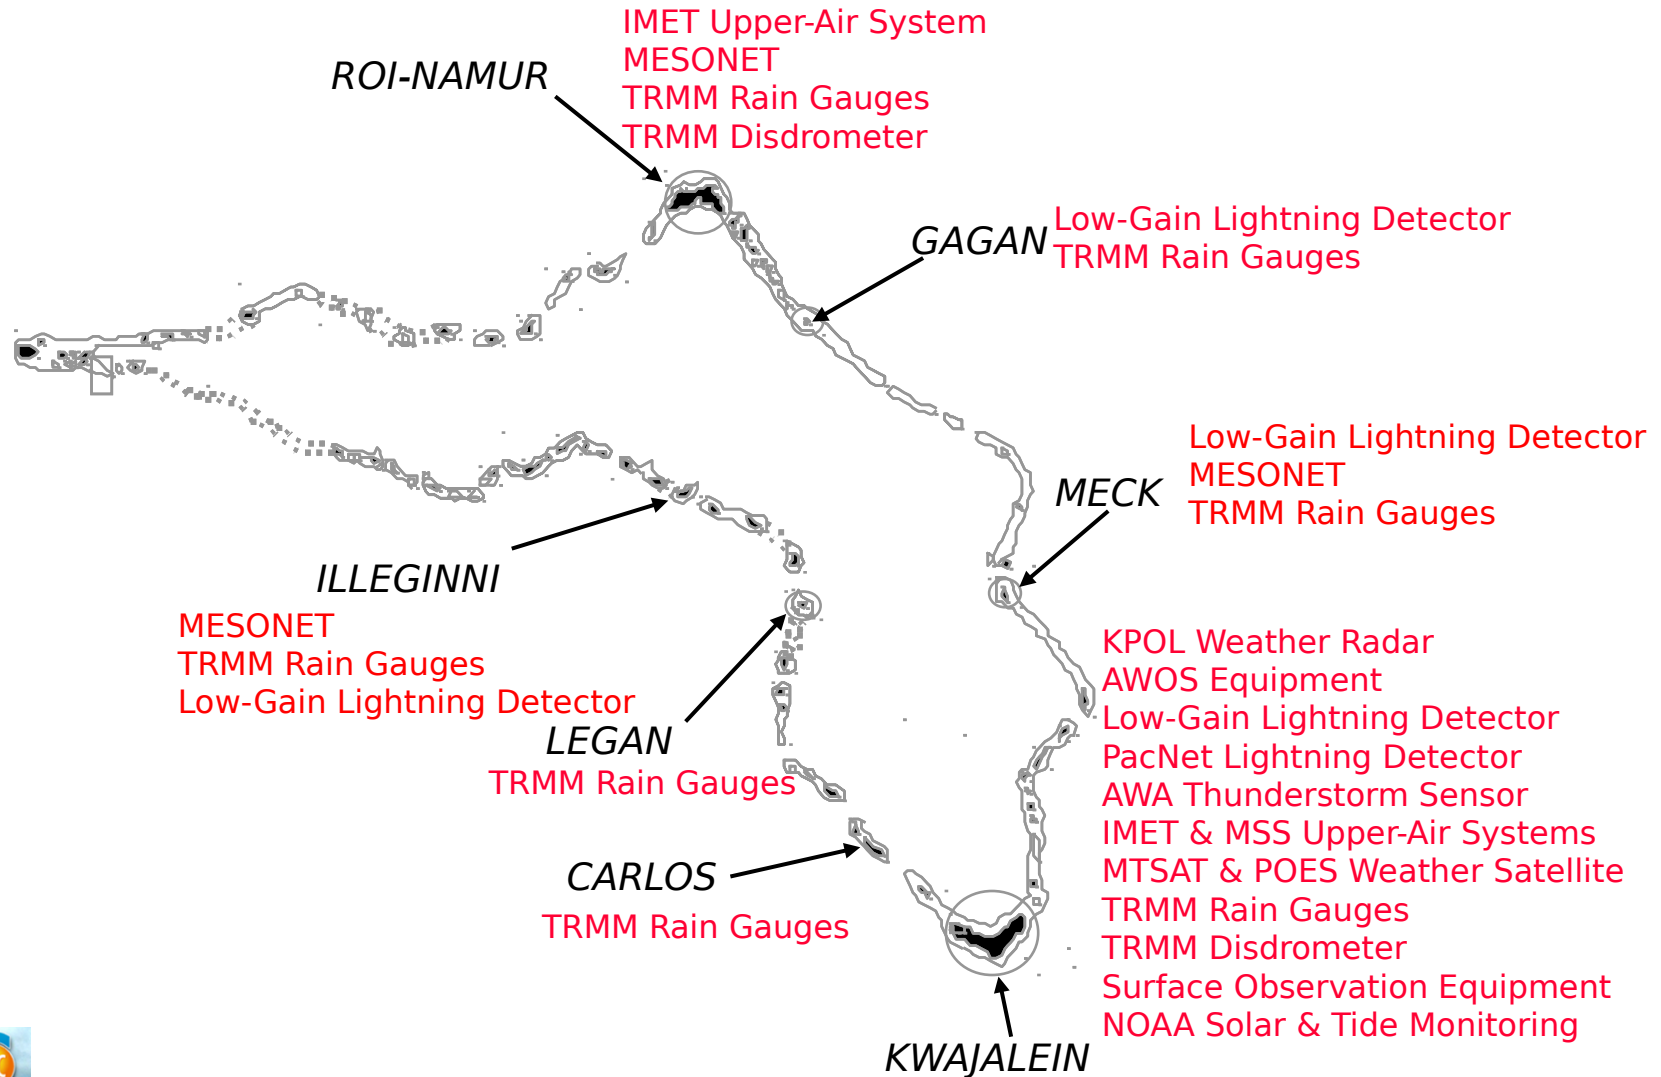 IMET Upper-Air System
MESONET
TRMM Rain Gauges
TRMM Disdrometer
ROI-NAMUR
GAGAN
Low-Gain Lightning Detector
TRMM Rain Gauges
Low-Gain Lightning Detector
MESONET
TRMM Rain Gauges
MECK
ILLEGINNI
MESONET
TRMM Rain Gauges
Low-Gain Lightning Detector
LEGAN
TRMM Rain Gauges
CARLOS
TRMM Rain Gauges
KPOL Weather Radar
AWOS Equipment
Low-Gain Lightning Detector
PacNet Lightning Detector
AWA Thunderstorm Sensor
IMET & MSS Upper-Air Systems
MTSAT & POES Weather Satellite
TRMM Rain Gauges
TRMM Disdrometer
Surface Observation Equipment
NOAA Solar & Tide Monitoring
KWAJALEIN